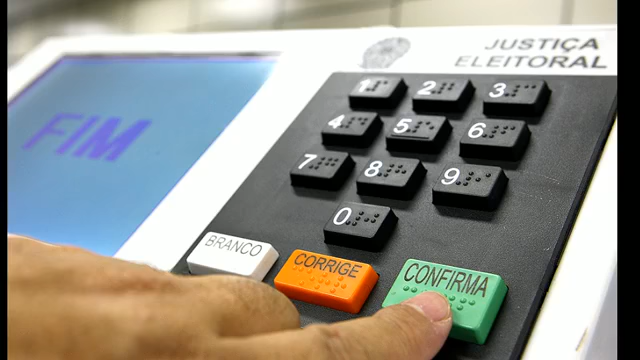 JUSTIÇA
ELEITORAL
FIM
1 2 3
4 5 6
7 8 9
0
BRANCO CORRIGE CONFIRMA